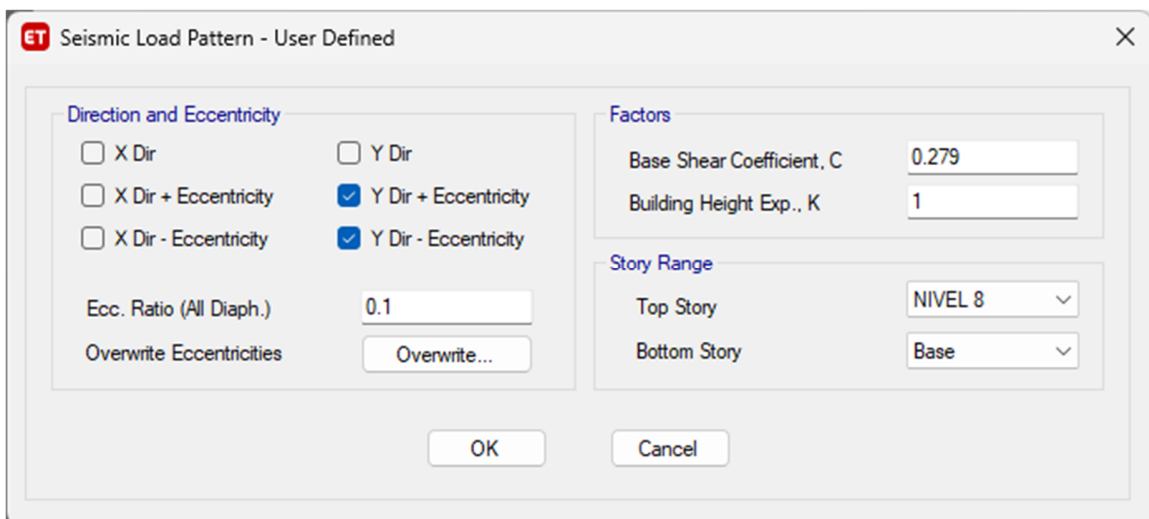 ET Seismic Load Pattern - User Defined
Direction and Eccentricity
X Dir Y Dir
X Dir + Eccentricity Y Dir + Eccentricity
X Dir - Eccentricity Y Dir - Eccentricity
Ecc. Ratio (All Diaph.) 0.1
Overwrite Eccentricities Overwrite...
Factors
Base Shear Coefficient, C 0.279
Building Height Exp., K 1
Story Range
Top Story NIVEL 8
Bottom Story Base
OK Cancel